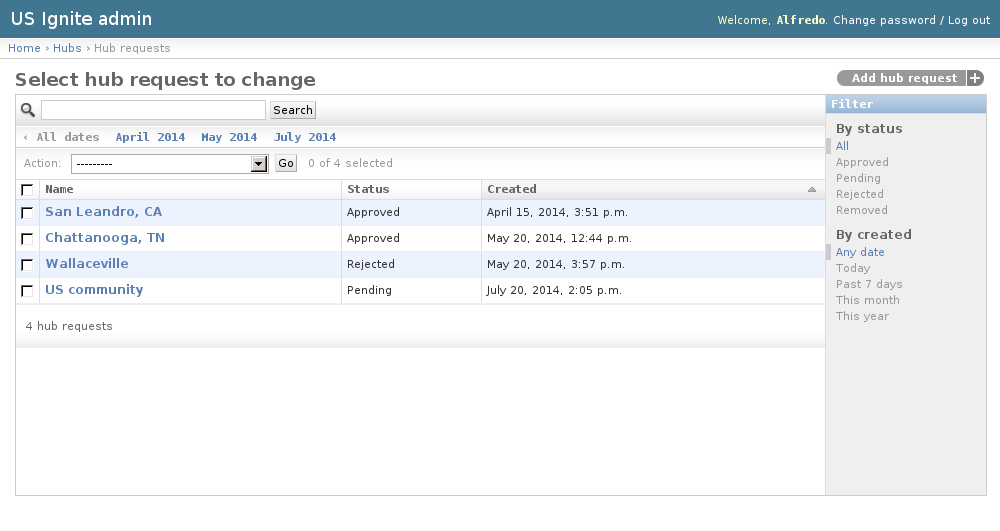 US Ignite admin
Welcome, Alfredo. Change password / Log out
Home › Hubs › Hub requests
Select hub request to change
Add hub request +
Search
‹ All dates April 2014 May 2014 July 2014
Action: --------- Go 0 of 4 selected
Name Status Created
San Leandro, CA Approved April 15, 2014, 3:51 p.m.
Chattanooga, TN Approved May 20, 2014, 12:44 p.m.
Wallaceville Rejected May 20, 2014, 3:57 p.m.
US community Pending July 20, 2014, 2:05 p.m.
4 hub requests
Filter
By status
All
Approved
Pending
Rejected
Removed
By created
Any date
Today
Past 7 days
This month
This year